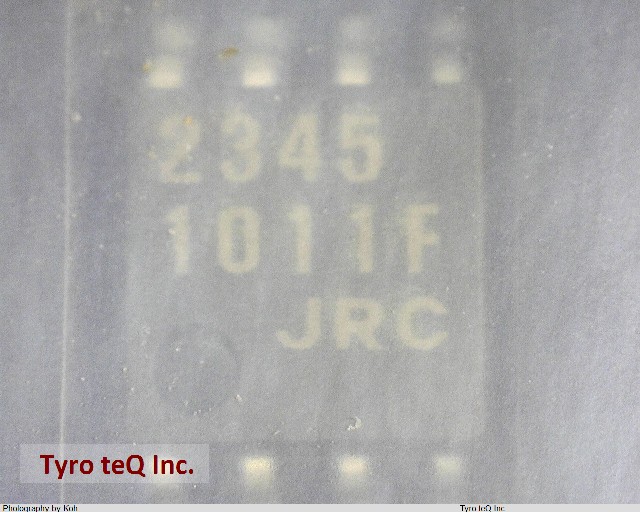 2345
1011F
JRC
Tyro teQ Inc.
Photography by Koh
Tyro teQ Inc